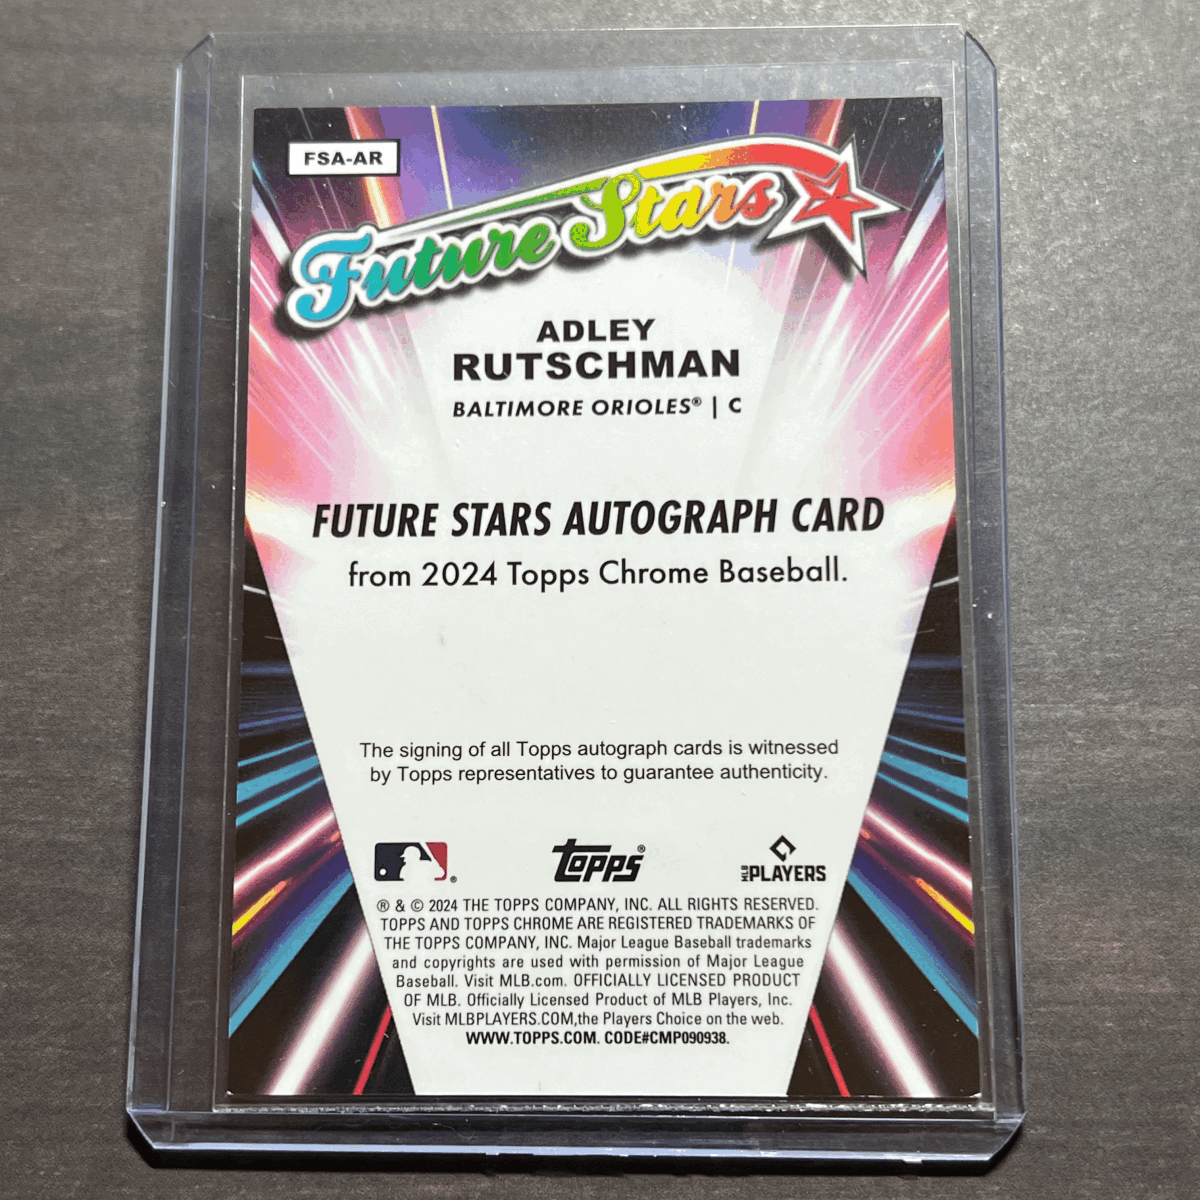 FSA-AR
Future Stars
ADLEY
RUTSCHMAN
BALTIMORE ORIOLES® | C
FUTURE STARS AUTOGRAPH CARD
from 2024 Topps Chrome Baseball.
The signing of all Topps autograph cards is witnessed
by Topps representatives to guarantee authenticity.
® topps® MLB PLAYERS
® & © 2024 THE TOPPS COMPANY, INC. ALL RIGHTS RESERVED.
TOPPS AND TOPPS CHROME ARE REGISTERED TRADEMARKS OF
THE TOPPS COMPANY, INC. Major League Baseball trademarks
and copyrights are used with permission of Major League
Baseball. Visit MLB.com. OFFICIALLY LICENSED PRODUCT
OF MLB. Officially Licensed Product of MLB Players, Inc.
Visit MLBPLAYERS.COM,the Players Choice on the web.
WWW.TOPPS.COM. CODE#CMP090938.